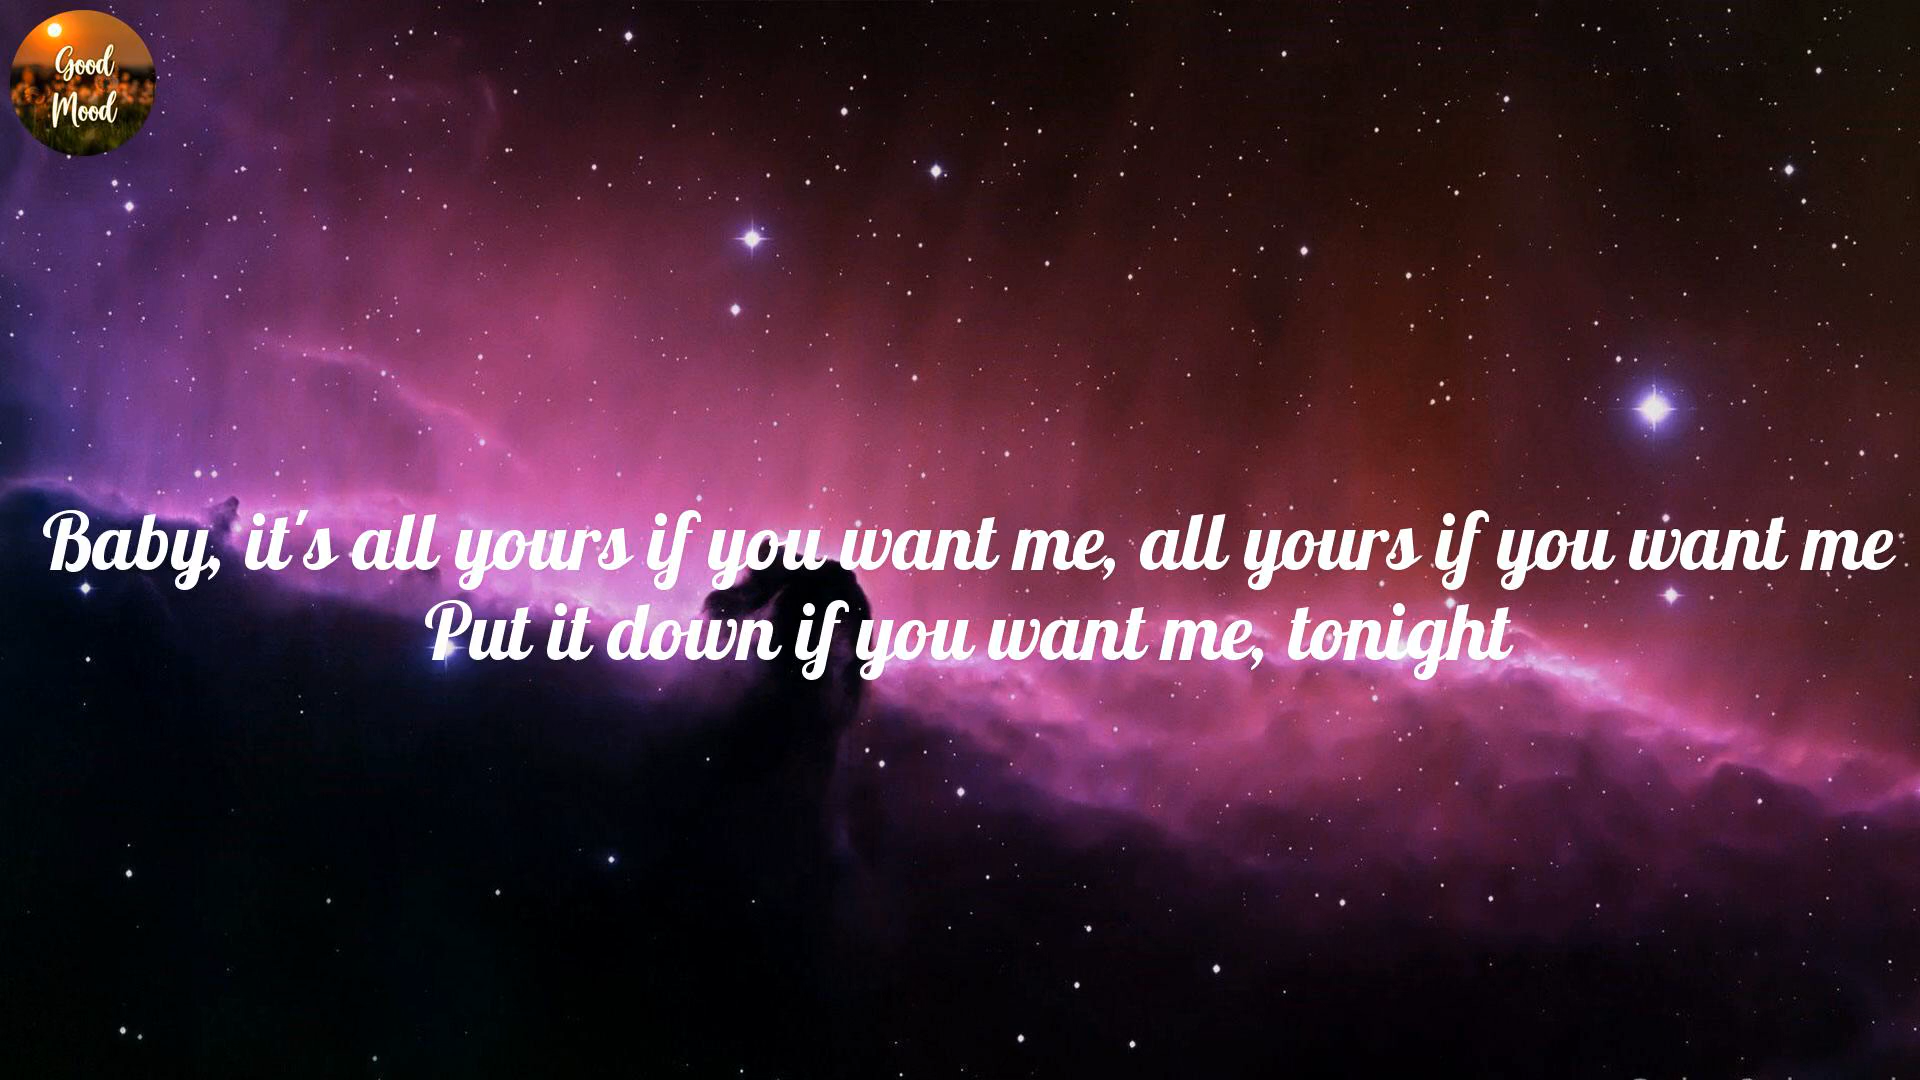 Good
Mood
Baby, it's all yours if you want me, all yours if you want me
Put it down if you want me, tonight